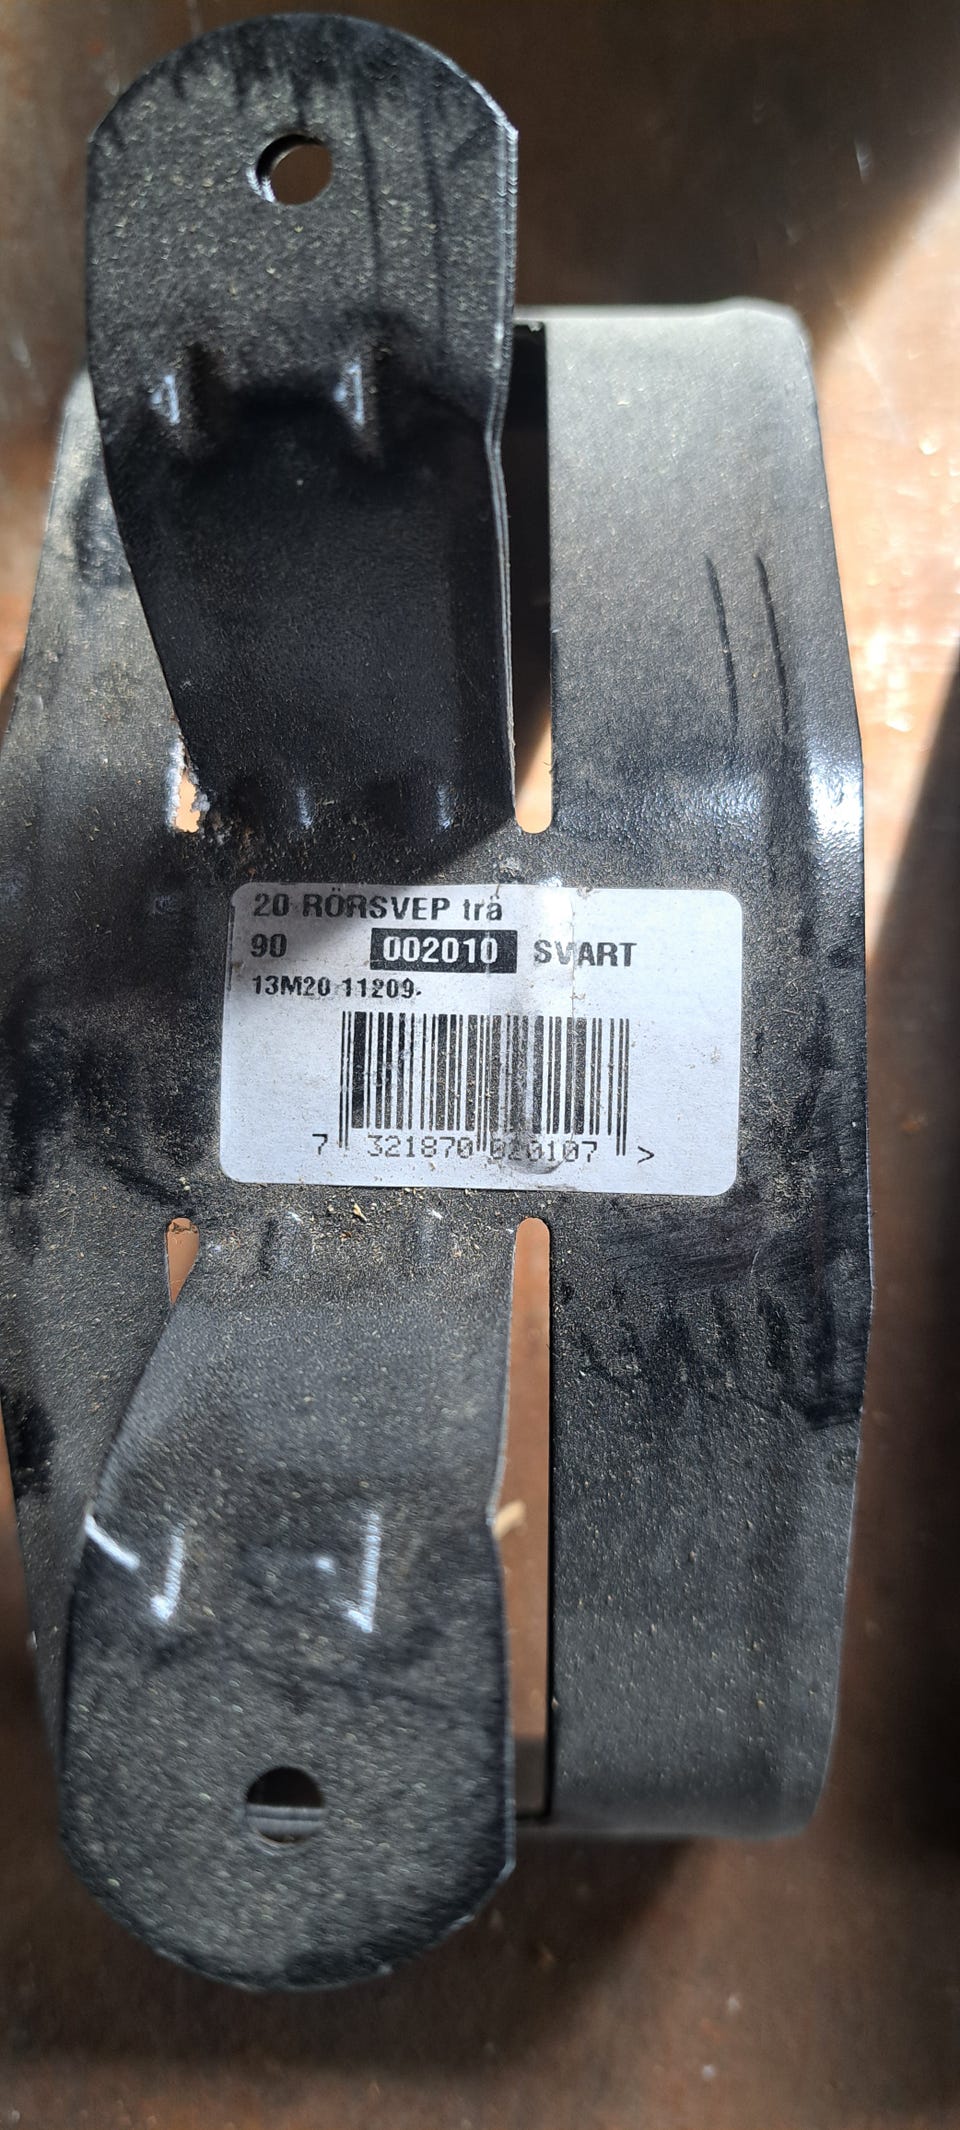 20 RÖRSVEP trä
90 002010 SVART
13M20 11209-
7 321870 020107 >